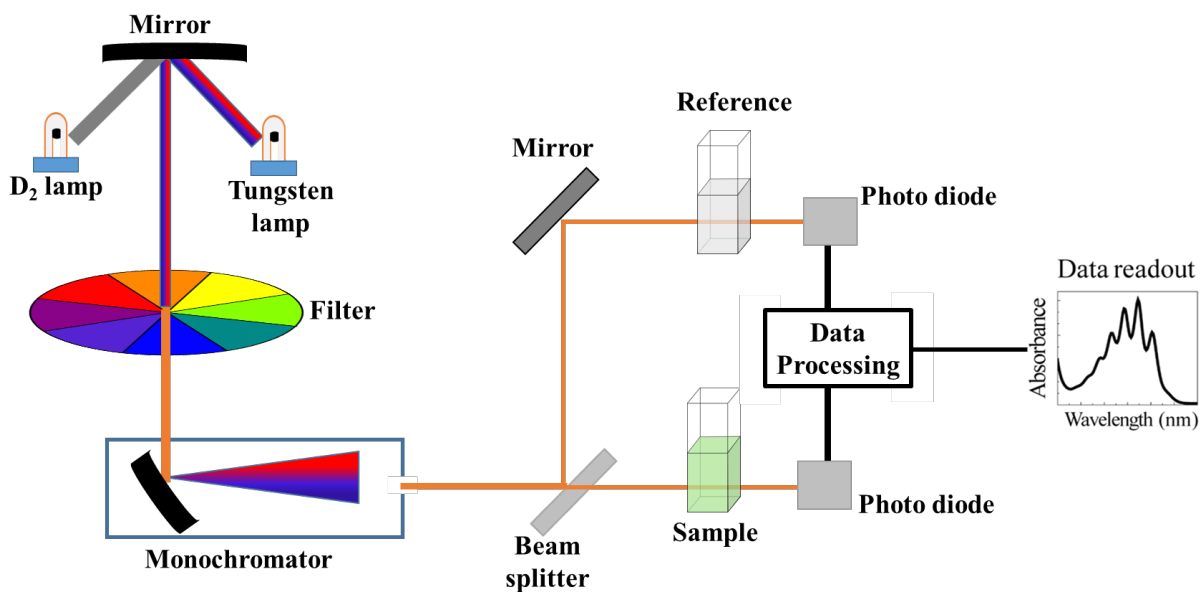 Mirror
D₂ lamp
Tungsten
lamp
Filter
Monochromator
Mirror
Reference
Photo diode
Beam
splitter
Sample
Photo diode
Data
Processing
Data readout
Absorbance
Wavelength (nm)